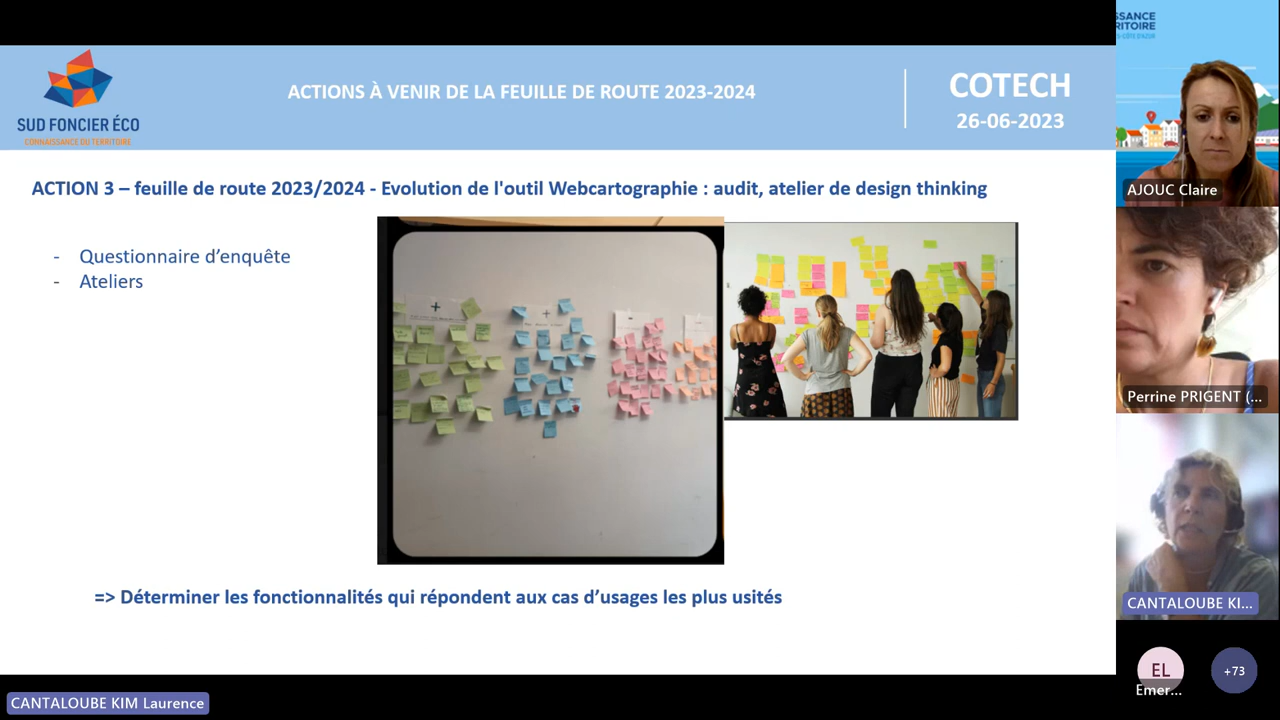 SUD FONCIER ÉCO
CONNAISSANCE DU TERRITOIRE
ACTIONS À VENIR DE LA FEUILLE DE ROUTE 2023-2024
COTECH
26-06-2023
ACTION 3 – feuille de route 2023/2024 - Evolution de l'outil Webcartographie : audit, atelier de design thinking
- Questionnaire d'enquête
- Ateliers
=> Déterminer les fonctionnalités qui répondent aux cas d'usages les plus usités
CANTALOUBE KIM Laurence
SSANCE
RITOIRE
AJOUC Claire
Perrine PRIGENT (...
CANTALOUBE KI...
EL
Emer...
+73